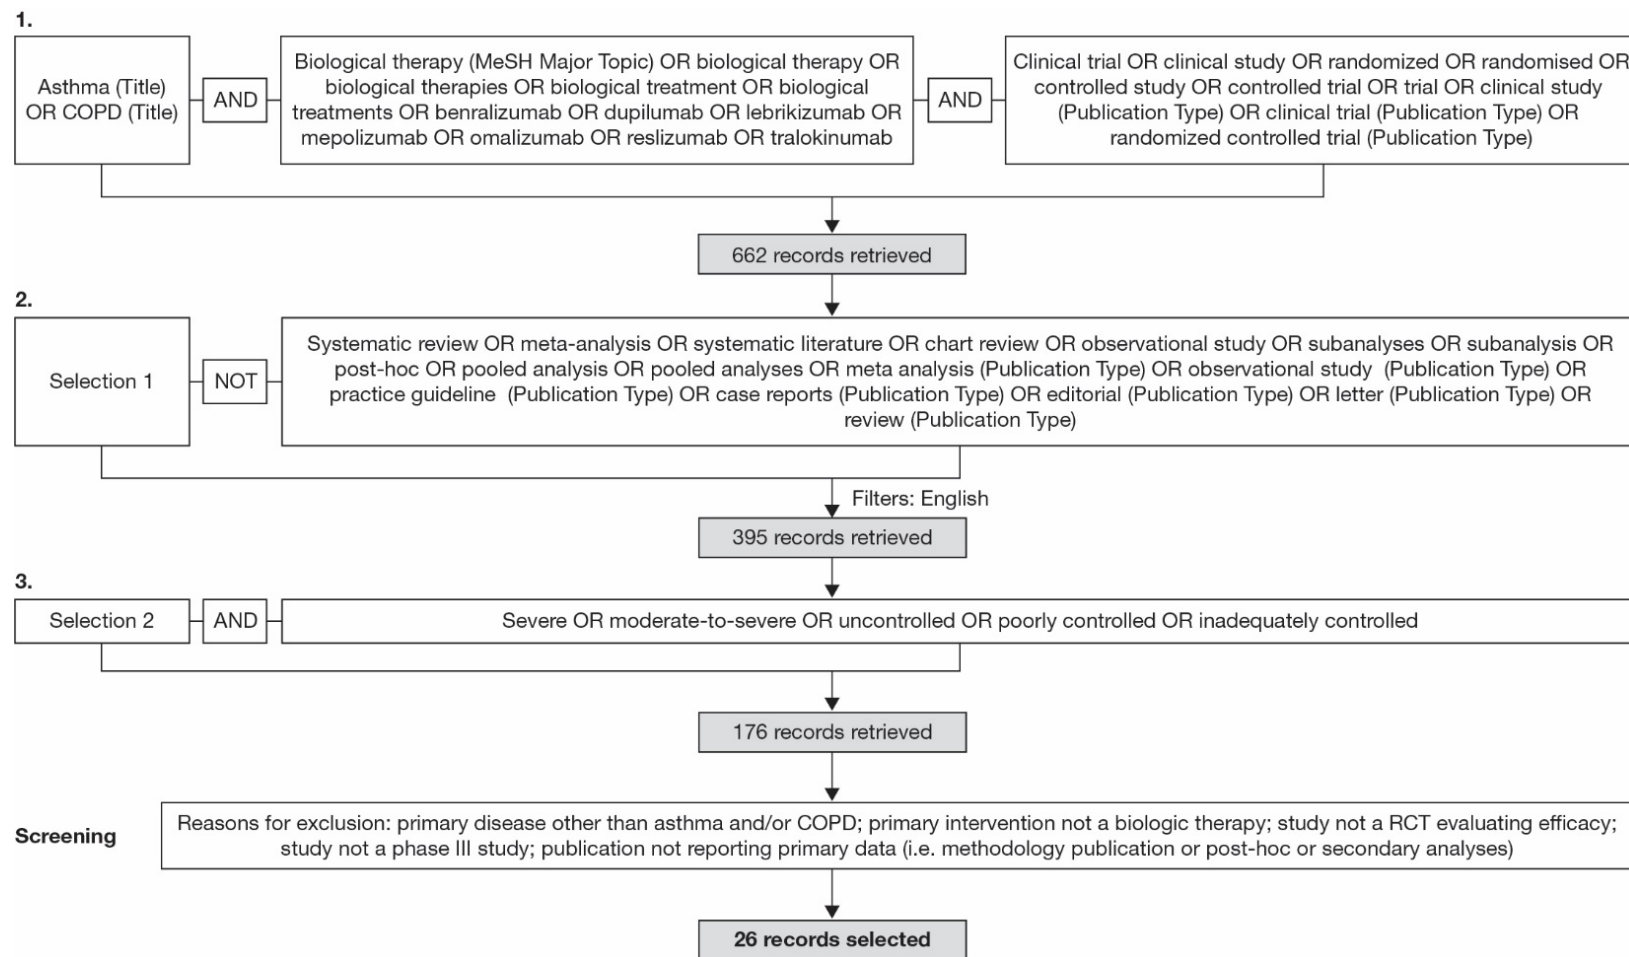 1.
Asthma (Title)
OR COPD (Title)
AND
Biological therapy (MeSH Major Topic) OR biological therapy OR
biological therapies OR biological treatment OR biological
treatments OR benralizumab OR dupilumab OR lebrikizumab OR
mepolizumab OR omalizumab OR reslizumab OR tralokinumab
AND
Clinical trial OR clinical study OR randomized OR randomised OR
controlled study OR controlled trial OR trial OR clinical study
(Publication Type) OR clinical trial (Publication Type) OR
randomized controlled trial (Publication Type)
662 records retrieved
2.
Selection 1
NOT
Systematic review OR meta-analysis OR systematic literature OR chart review OR observational study OR subanalyses OR subanalysis OR
post-hoc OR pooled analysis OR pooled analyses OR meta analysis (Publication Type) OR observational study (Publication Type) OR
practice guideline (Publication Type) OR case reports (Publication Type) OR editorial (Publication Type) OR letter (Publication Type) OR
review (Publication Type)
Filters: English
395 records retrieved
3.
Selection 2
AND
Severe OR moderate-to-severe OR uncontrolled OR poorly controlled OR inadequately controlled
176 records retrieved
Screening
Reasons for exclusion: primary disease other than asthma and/or COPD; primary intervention not a biologic therapy; study not a RCT evaluating efficacy;
study not a phase III study; publication not reporting primary data (i.e. methodology publication or post-hoc or secondary analyses)
26 records selected